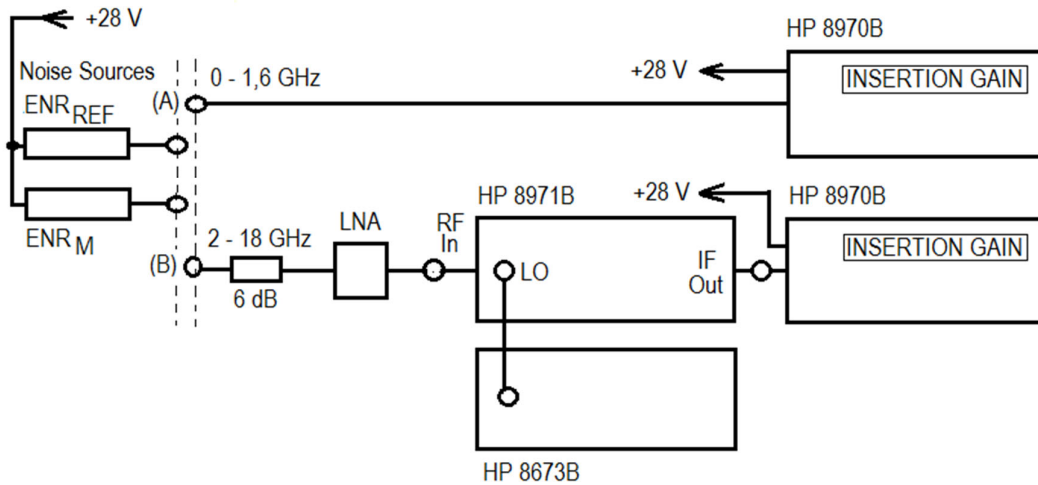 +28 V
Noise Sources
ENR REF
ENR M
(A)
0 - 1,6 GHz
+28 V
HP 8970B
INSERTION GAIN
(B)
2 - 18 GHz
6 dB
LNA
RF
In
HP 8971B
LO
IF
Out
+28 V
HP 8970B
INSERTION GAIN
HP 8673B